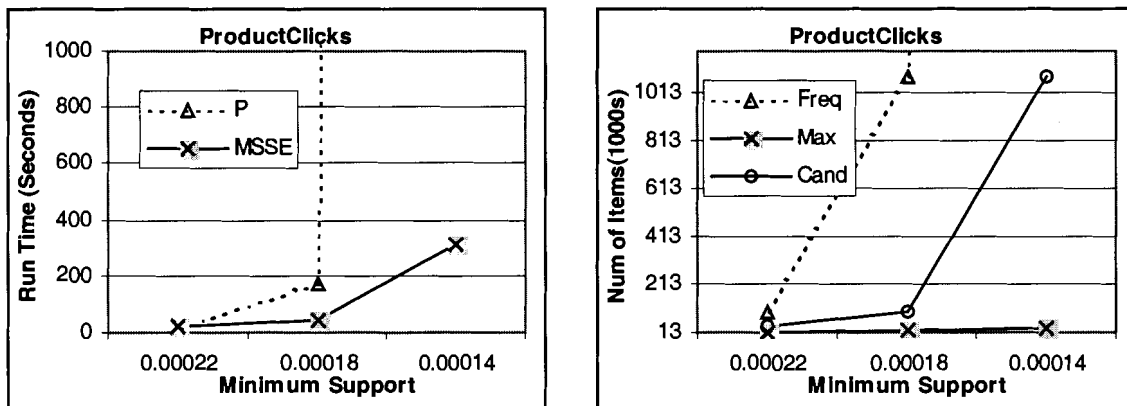 ProductClicks
1000
800
600
400
200
0
Run Time (Seconds)
P
MSSE
0.00022
0.00018
0.00014
Minimum Support
ProductClicks
1013
813
613
413
213
13
Num of Items(1000s)
Freq
Max
Cand
0.00022
0.00018
0.00014
Minimum Support